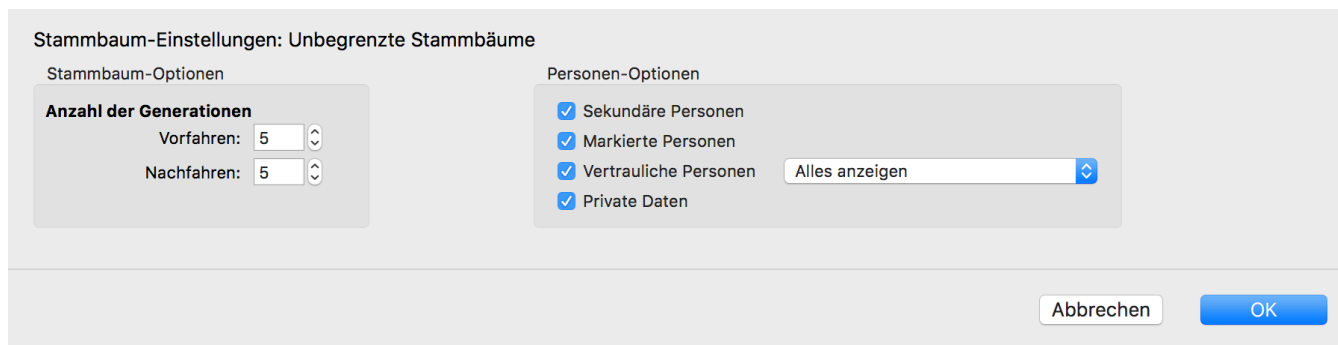 Stammbaum-Einstellungen: Unbegrenzte Stammbäume
Stammbaum-Optionen
Anzahl der Generationen
Vorfahren: 5
Nachfahren: 5
Personen-Optionen
Sekundäre Personen
Markierte Personen
Vertrauliche Personen Alles anzeigen
Private Daten
Abbrechen OK